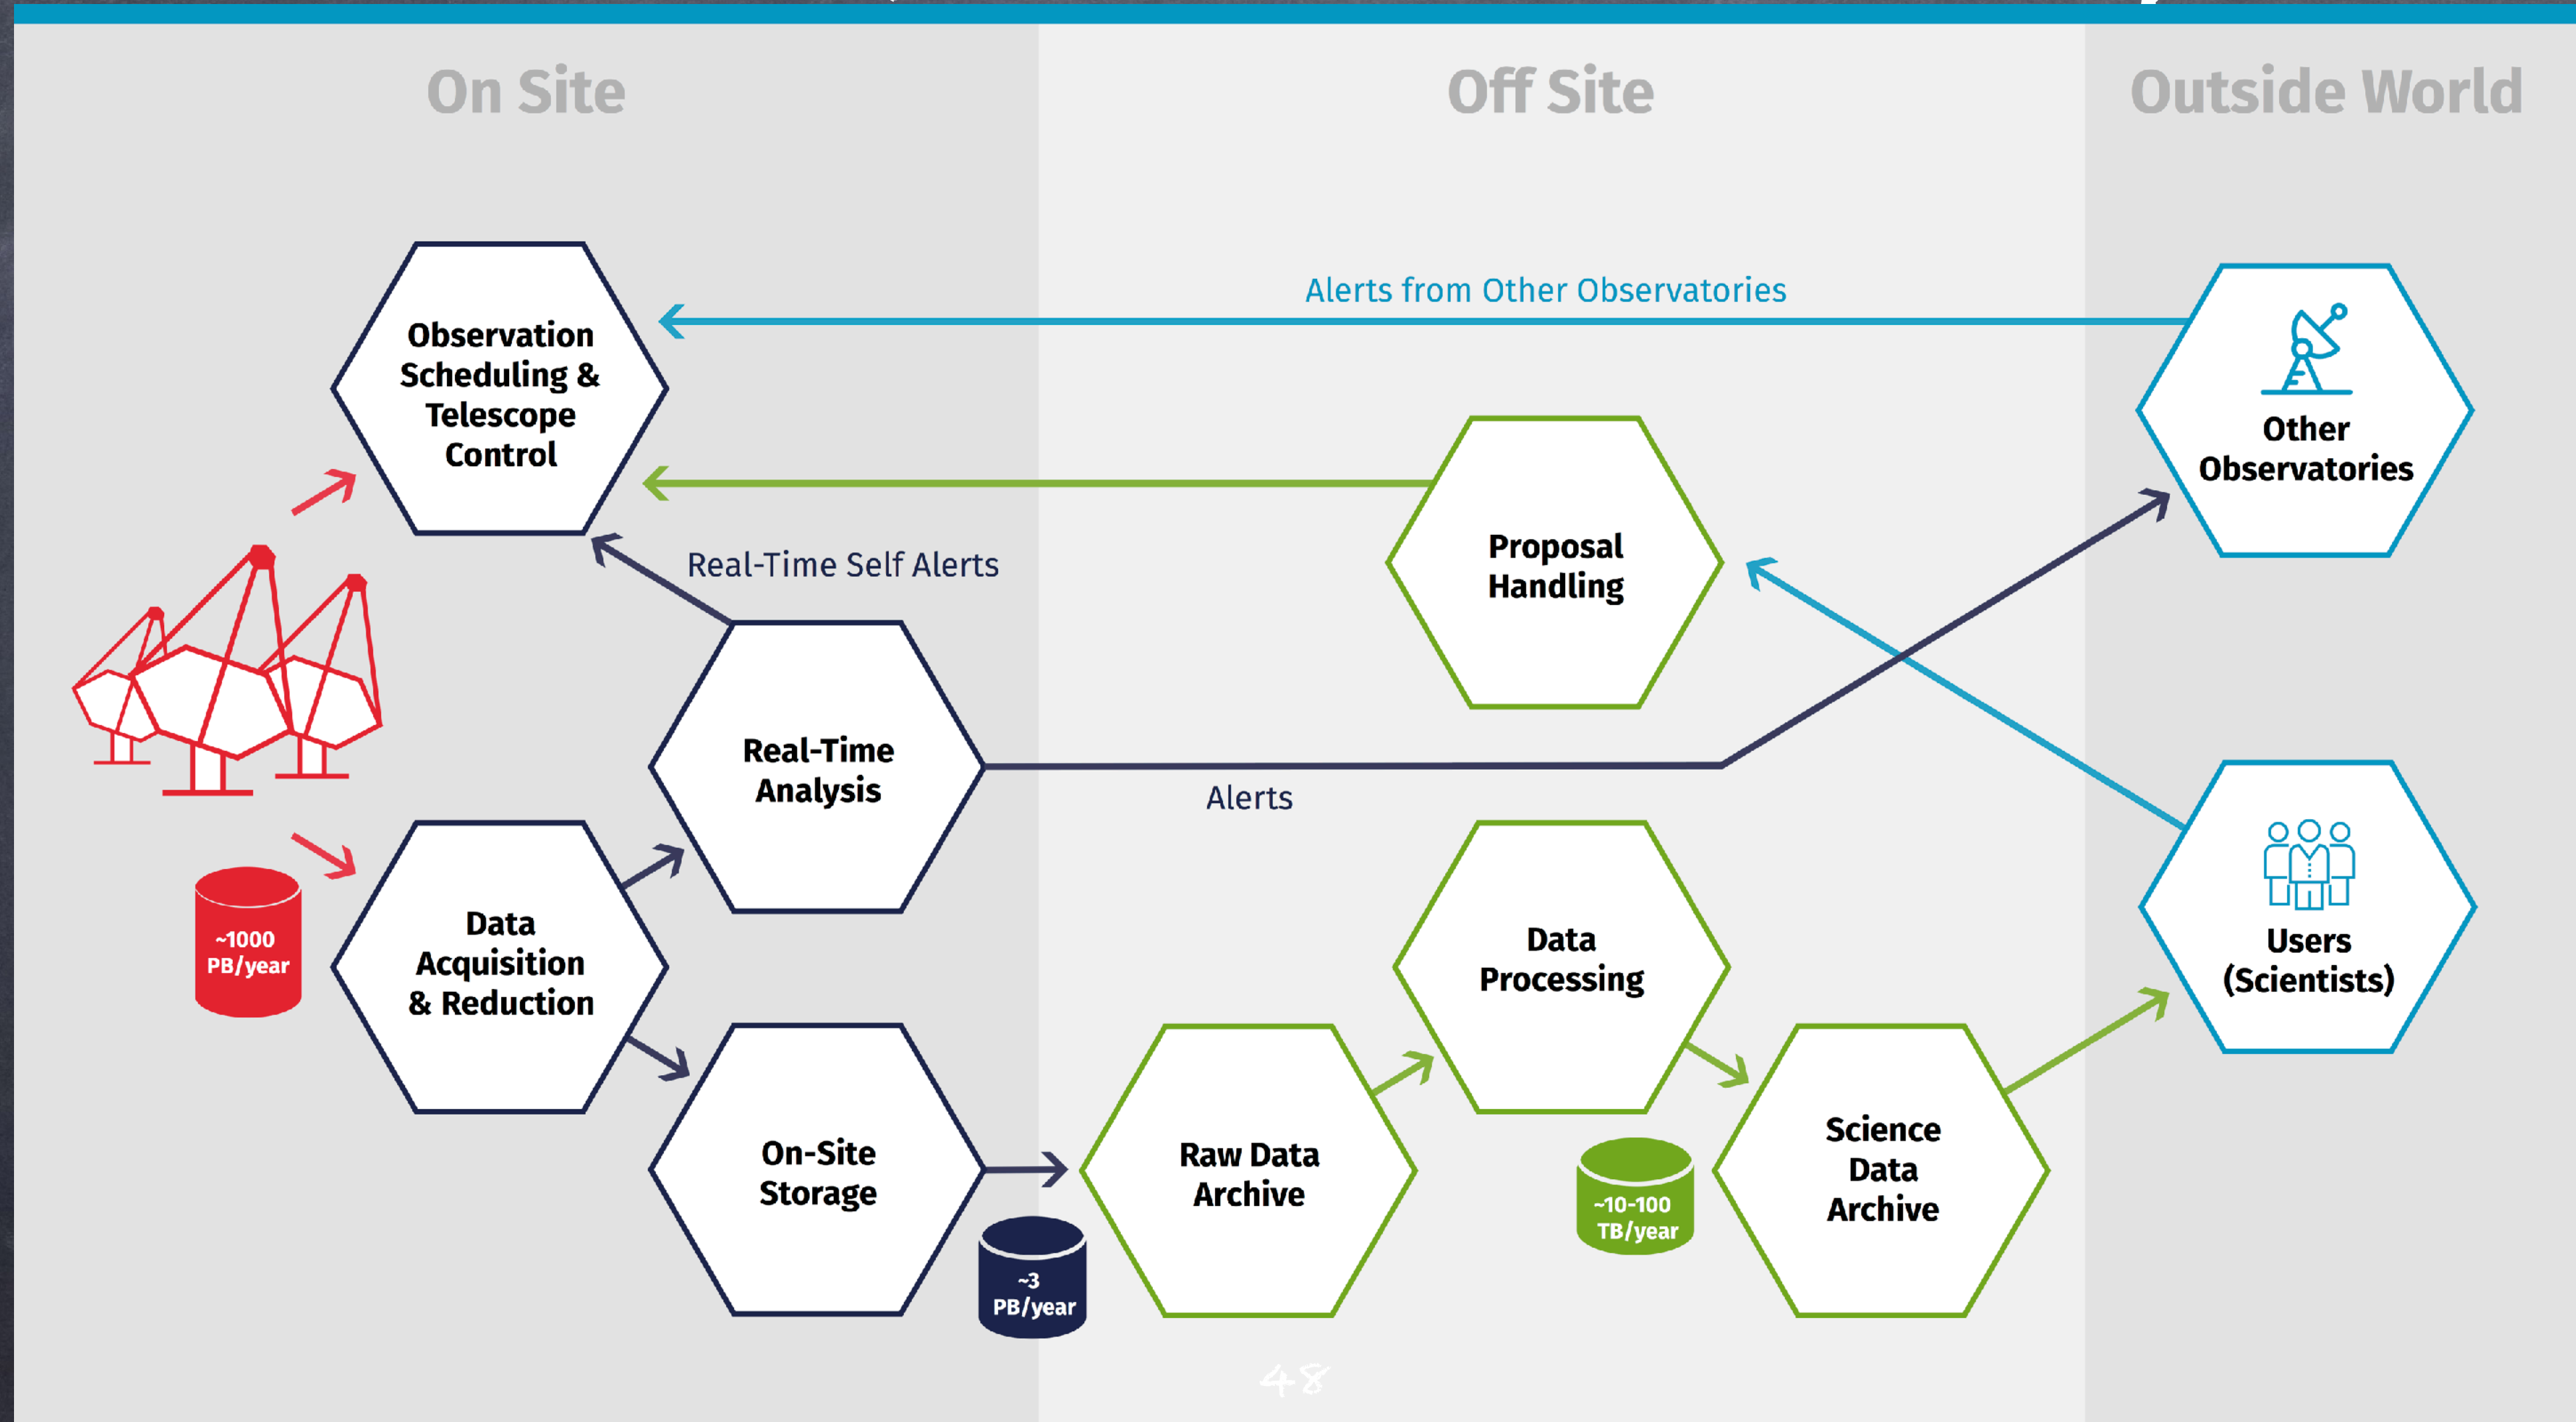 On Site
Off Site
Outside World
Observation
Scheduling &
Telescope
Control
Alerts from Other Observatories
Other
Observatories
Proposal
Handling
Real-Time Self Alerts
Real-Time
Analysis
Alerts
~1000
PB/year
Data
Acquisition
& Reduction
Data
Processing
Users
(Scientists)
On-Site
Storage
~3
PB/year
Raw Data
Archive
~10-100
TB/year
Science
Data
Archive
48